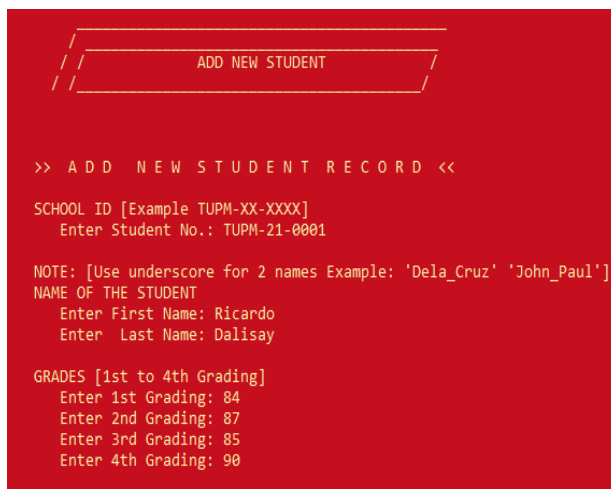 ADD NEW STUDENT
>> A D D   N E W   S T U D E N T   R E C O R D <<
SCHOOL ID [Example TUPM-XX-XXXX]
Enter Student No.: TUPM-21-0001
NOTE: [Use underscore for 2 names Example: 'Dela_Cruz' 'John_Paul']
NAME OF THE STUDENT
Enter First Name: Ricardo
Enter  Last Name: Dalisay
GRADES [1st to 4th Grading]
Enter 1st Grading: 84
Enter 2nd Grading: 87
Enter 3rd Grading: 85
Enter 4th Grading: 90